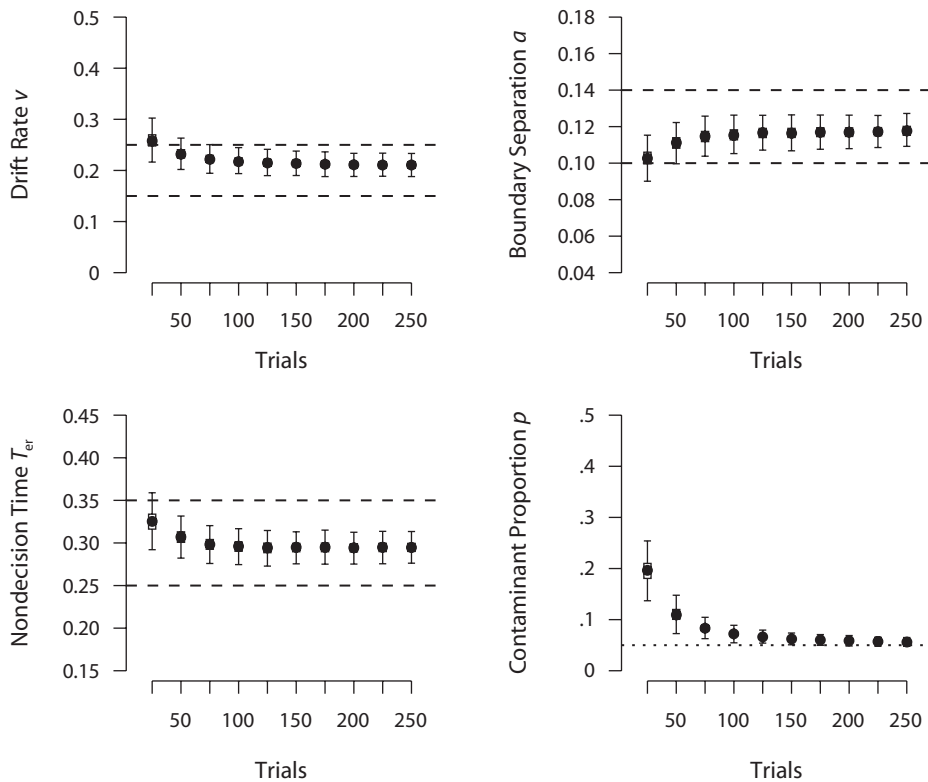 0.5
0.4
0.3
0.2
0.1
0
Drift Rate v
50 100 150 200 250
Trials
0.18
0.16
0.14
0.12
0.10
0.08
0.06
0.04
Boundary Separation a
50 100 150 200 250
Trials
0.45
0.40
0.35
0.30
0.25
0.20
0.15
Nondecision Time Ter
50 100 150 200 250
Trials
.5
.4
.3
.2
.1
0
Contaminant Proportion p
50 100 150 200 250
Trials